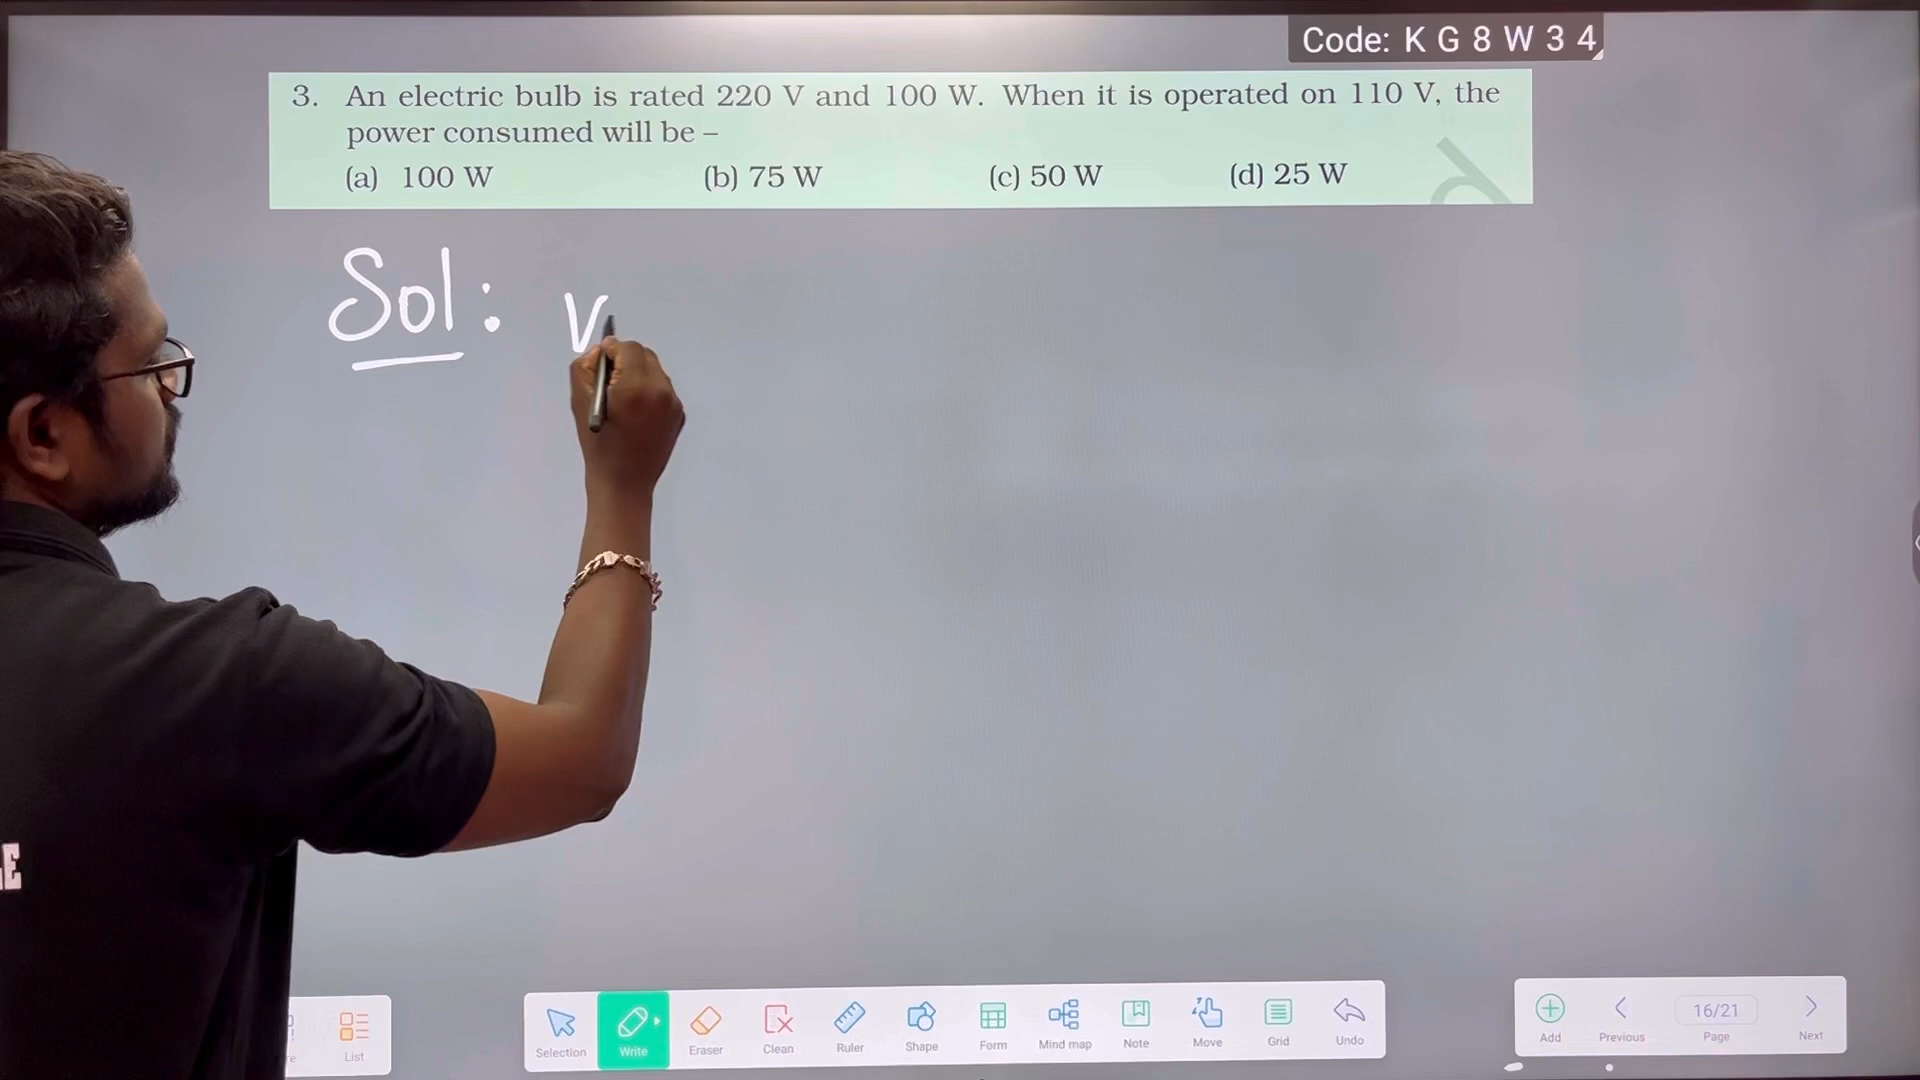 Code: K G 8 W 3 4
3. An electric bulb is rated 220 V and 100 W. When it is operated on 110 V, the
power consumed will be –
(a) 100 W (b) 75 W (c) 50 W (d) 25 W
d
Sol: V
E
List
Selection Write Eraser Clean Ruler Shape Form Mind map Note Move Grid Undo
Add Previous 16/21 Page Next